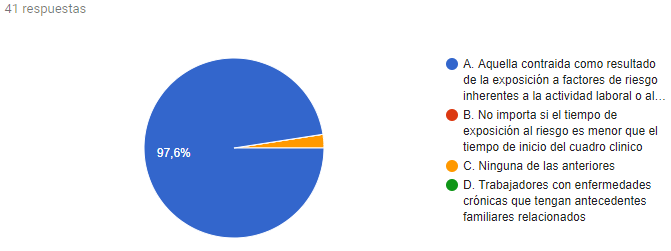 41 respuestas
97,6%
A. Aquella contraida como resultado
de la exposición a factores de riesgo
inherentes a la actividad laboral o al…
B. No importa si el tiempo de
exposición al riesgo es menor que el
tiempo de inicio del cuadro clinico
C. Ninguna de las anteriores
D. Trabajadores con enfermedades
crónicas que tengan antecedentes
familiares relacionados